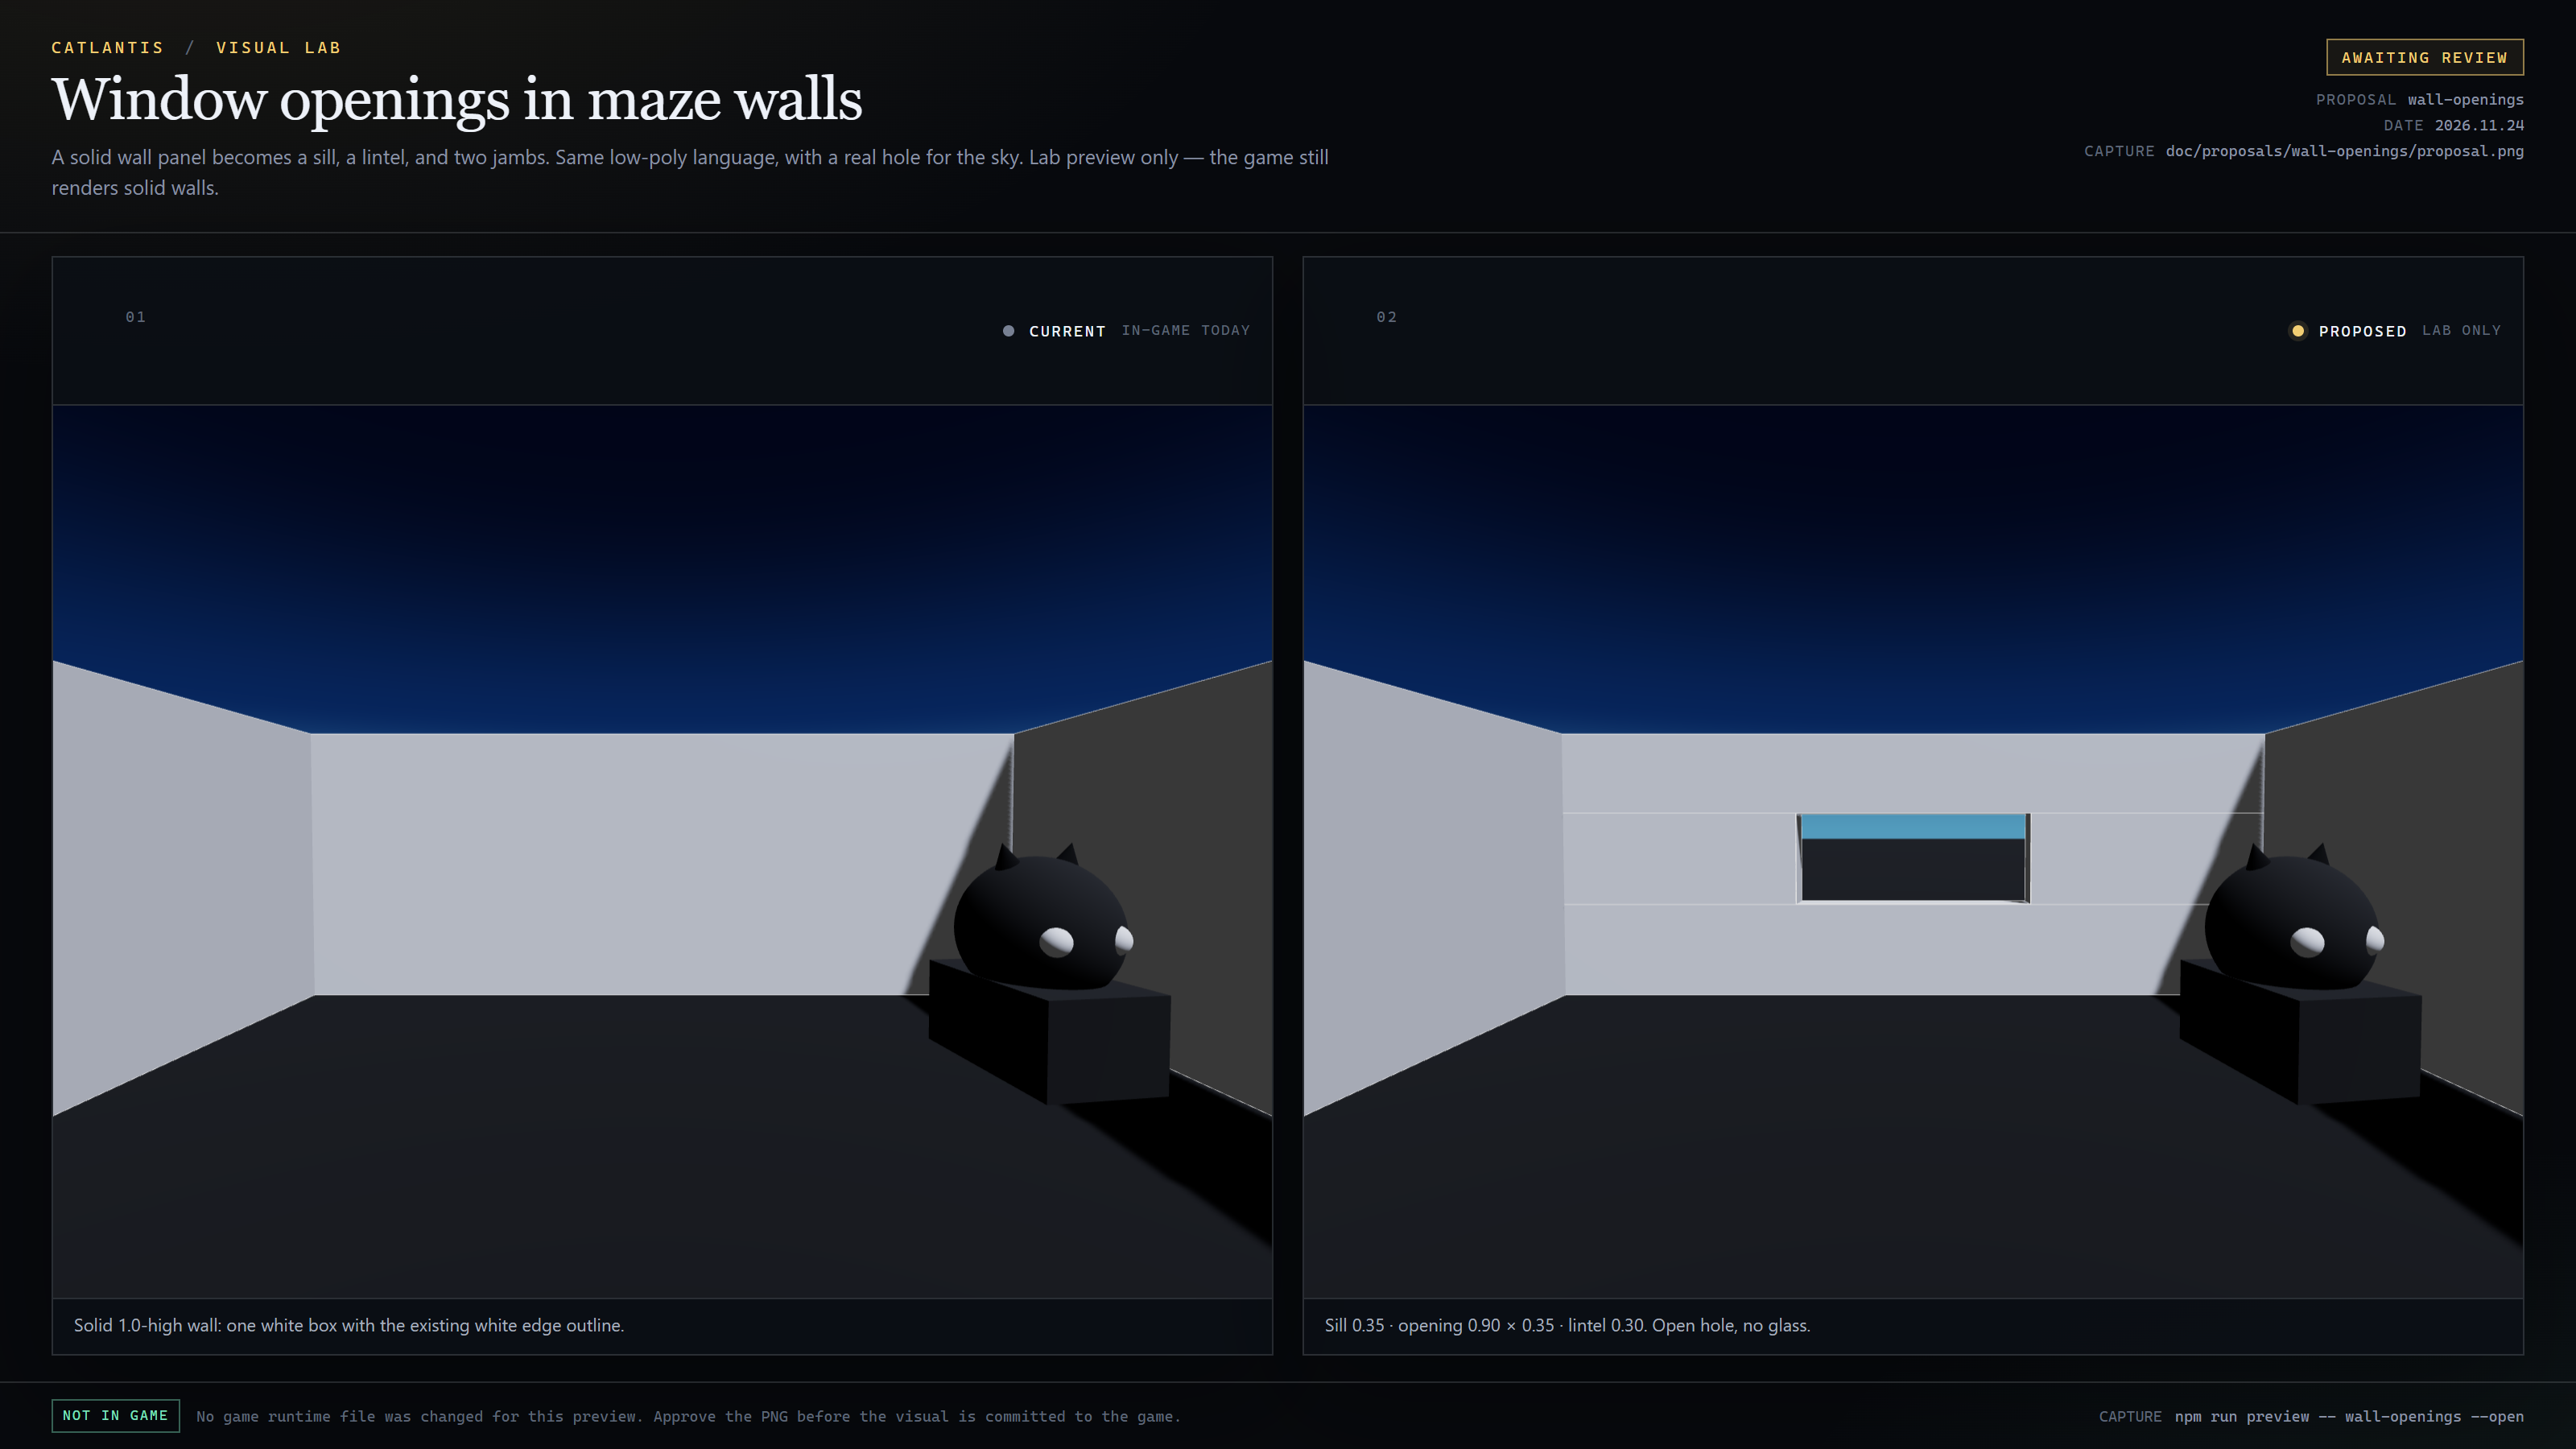 CATLANTIS / VISUAL LAB
Window openings in maze walls
A solid wall panel becomes a sill, a lintel, and two jambs. Same low-poly language, with a real hole for the sky. Lab preview only — the game still
renders solid walls.
AWAITING REVIEW
PROPOSAL wall-openings
DATE 2026.11.24
CAPTURE doc/proposals/wall-openings/proposal.png
01
CURRENT IN-GAME TODAY
Solid 1.0-high wall: one white box with the existing white edge outline.
02
PROPOSED LAB ONLY
Sill 0.35 · opening 0.90 × 0.35 · lintel 0.30. Open hole, no glass.
NOT IN GAME No game runtime file was changed for this preview. Approve the PNG before the visual is committed to the game.
CAPTURE npm run preview -- wall-openings --open